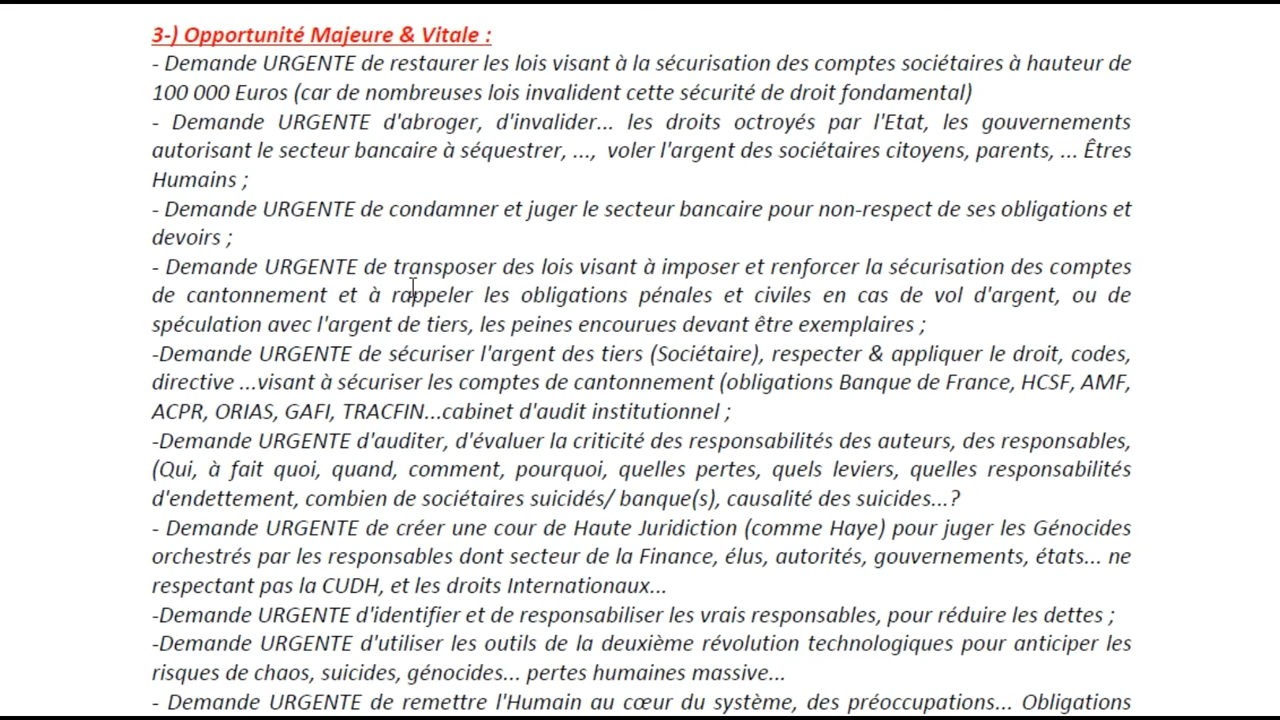 3-) Opportunité Majeure & Vitale :
- Demande URGENTE de restaurer les lois visant à la sécurisation des comptes sociétaires à hauteur de
100 000 Euros (car de nombreuses lois invalident cette sécurité de droit fondamental)
- Demande URGENTE d'abroger, d'invalider... les droits octroyés par l'Etat, les gouvernements
autorisant le secteur bancaire à séquestrer, ..., voler l'argent des sociétaires citoyens, parents, ... Êtres
Humains ;
- Demande URGENTE de condamner et juger le secteur bancaire pour non-respect de ses obligations et
devoirs ;
- Demande URGENTE de transposer des lois visant à imposer et renforcer la sécurisation des comptes
de cantonnement et à rappeler les obligations pénales et civiles en cas de vol d'argent, ou de
spéculation avec l'argent de tiers, les peines encourues devant être exemplaires ;
-Demande URGENTE de sécuriser l'argent des tiers (Sociétaire), respecter & appliquer le droit, codes,
directive ...visant à sécuriser les comptes de cantonnement (obligations Banque de France, HCSF, AMF,
ACPR, ORIAS, GAFI, TRACFIN...cabinet d'audit institutionnel ;
-Demande URGENTE d'auditer, d'évaluer la criticité des responsabilités des auteurs, des responsables,
(Qui, à fait quoi, quand, comment, pourquoi, quelles pertes, quels leviers, quelles responsabilités
d'endettement, combien de sociétaires suicidés/ banque(s), causalité des suicides...?
- Demande URGENTE de créer une cour de Haute Juridiction (comme Haye) pour juger les Génocides
orchestrés par les responsables dont secteur de la Finance, élus, autorités, gouvernements, états... ne
respectant pas la CUDH, et les droits Internationaux...
-Demande URGENTE d'identifier et de responsabiliser les vrais responsables, pour réduire les dettes ;
-Demande URGENTE d'utiliser les outils de la deuxième révolution technologiques pour anticiper les
risques de chaos, suicides, génocides... pertes humaines massive...
- Demande URGENTE de remettre l'Humain au cœur du système, des préoccupations... Obligations